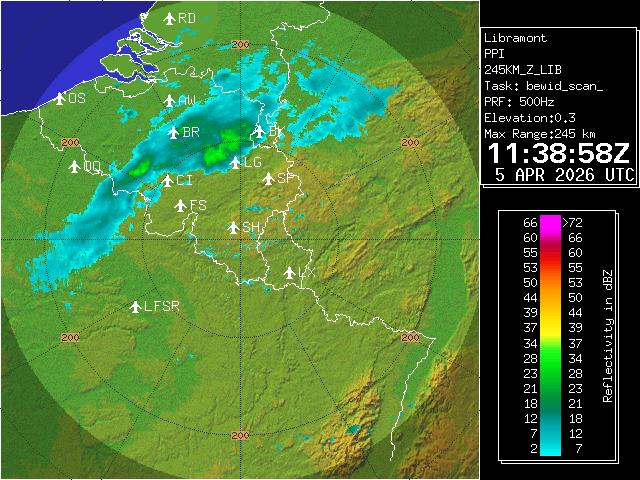 RD
200
OS
AW
BR
BK
200
200
OO
LG
CI
SP
FS
SH
LX
LFSR
200
200
200
Libramont
PPI
245KM_Z_LIB
Task: bewid_scan_
PRF: 500Hz
Elevation:0.3
Max Range:245 km
11:38:58Z
5 APR 2026 UTC
66 >72
60 66
55 60
53 55
50 53
44 50
39 44
37 39
34 37
28 34
23 28
21 23
18 21
12 18
7 12
2 7
Reflectivity in dBZ